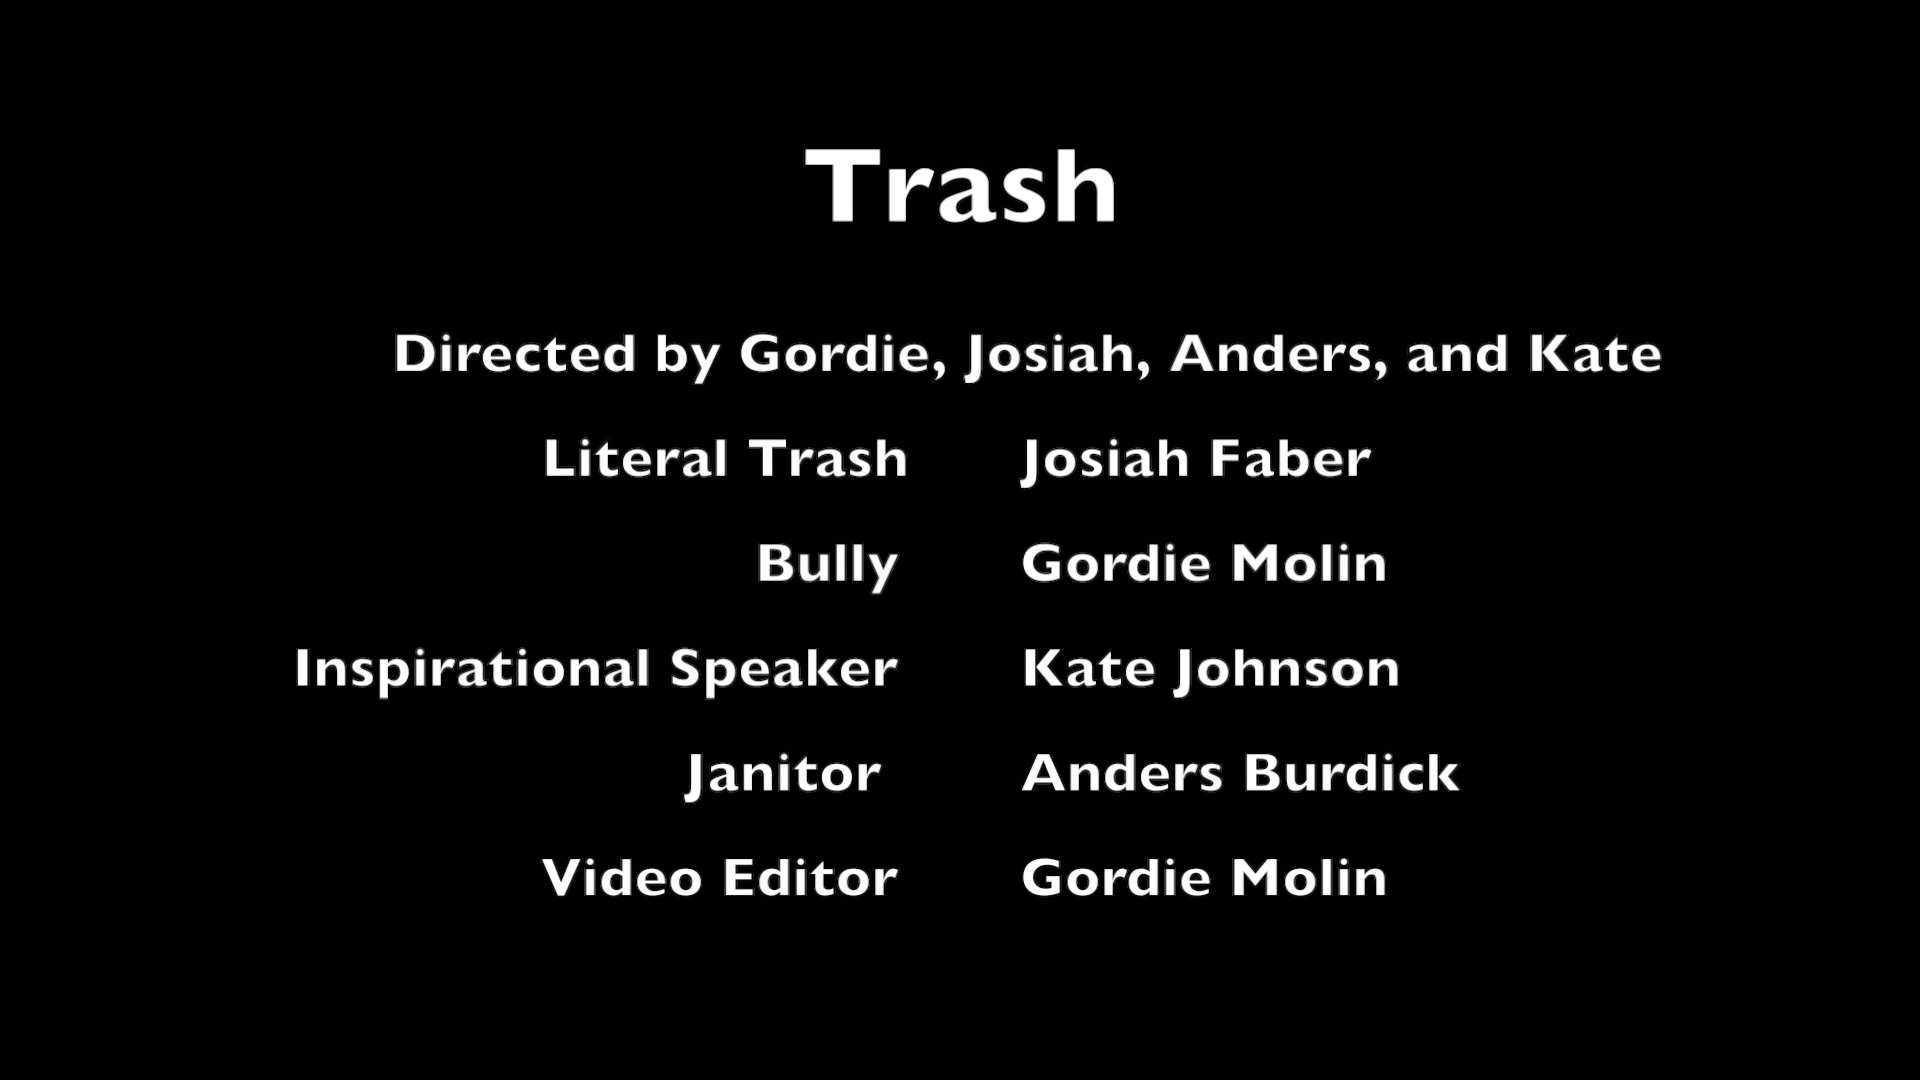 Trash
Directed by Gordie, Josiah, Anders, and Kate
Literal Trash Josiah Faber
Bully Gordie Molin
Inspirational Speaker Kate Johnson
Janitor Anders Burdick
Video Editor Gordie Molin